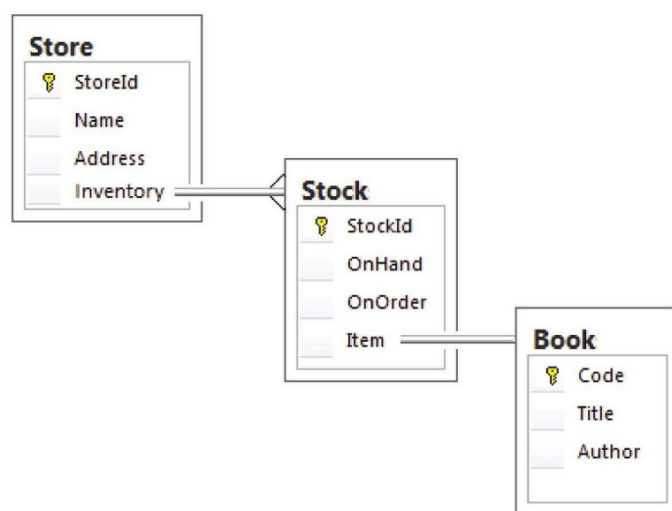 Store
StoreId
Name
Address
Inventory
Stock
StockId
OnHand
OnOrder
Item
Book
Code
Title
Author